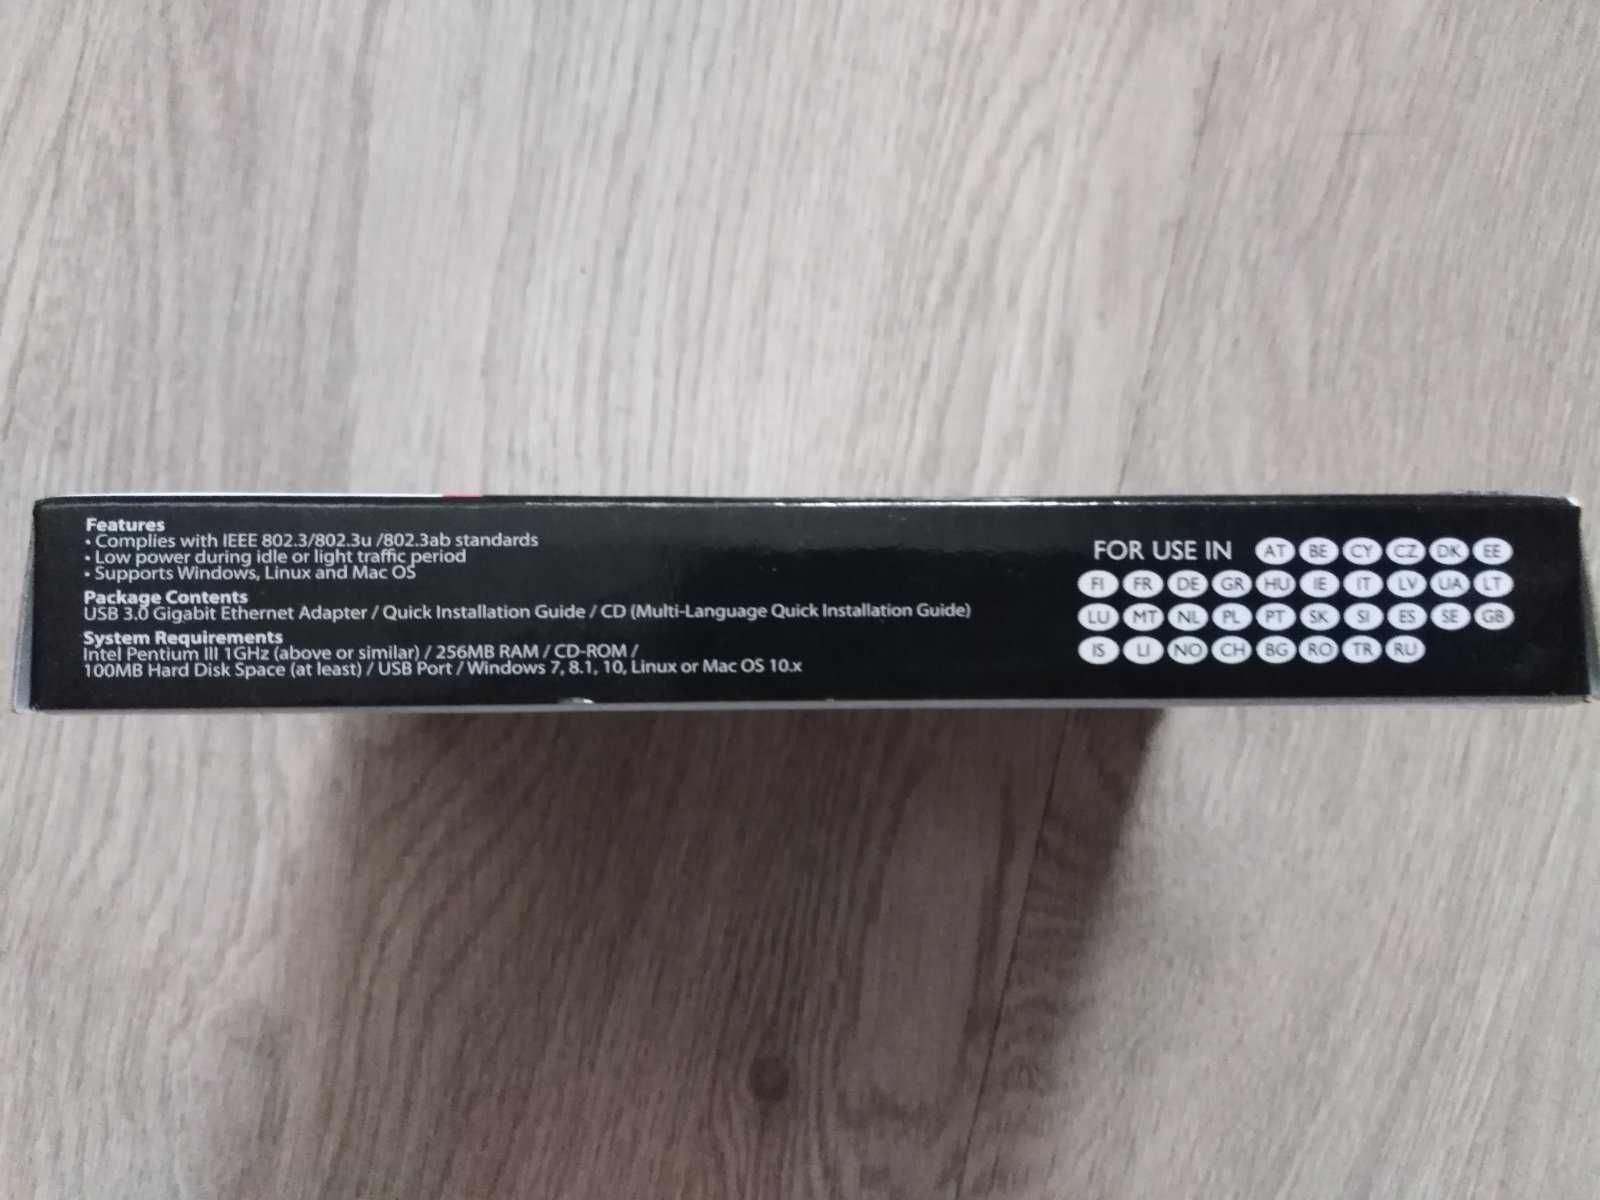 Features
• Complies with IEEE 802.3/802.3u /802.3ab standards
• Low power during idle or light traffic period
• Supports Windows, Linux and Mac OS
Package Contents
USB 3.0 Gigabit Ethernet Adapter / Quick Installation Guide / CD (Multi-Language Quick Installation Guide)
System Requirements
Intel Pentium III 1GHz (above or similar) / 256MB RAM / CD-ROM /
100MB Hard Disk Space (at least) / USB Port / Windows 7, 8.1, 10, Linux or Mac OS 10.x
FOR USE IN AT BE CY CZ DK EE
FI FR DE GR HU IE IT LV UA LT
LU MT NL PL PT SK SI ES SE GB
IS LI NO CH BG RO TR RU